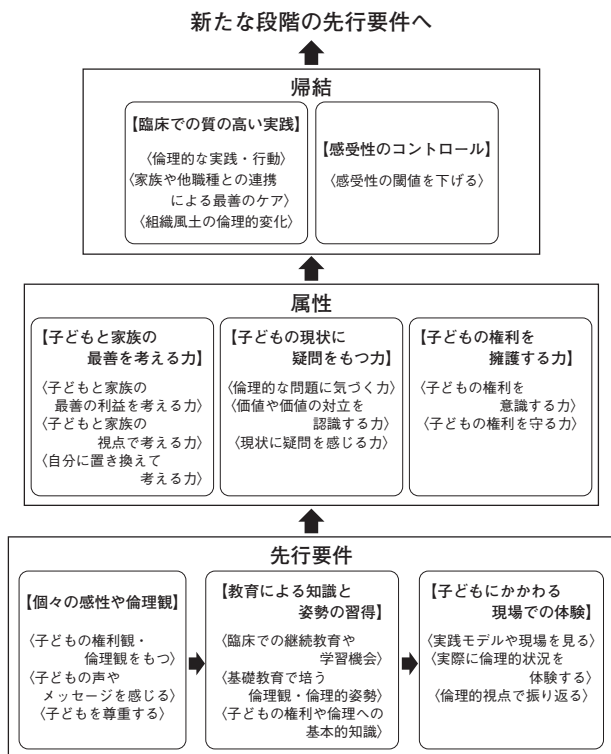 新たな段階の先行要件へ
帰結
【臨床での質の高い実践】
〈倫理的な実践・行動〉
〈家族や他職種との連携
による最善のケア〉
〈組織風土の倫理的変化〉
【感受性のコントロール】
〈感受性の閾値を下げる〉
属性
【子どもと家族の
最善を考える力】
〈子どもと家族の
最善の利益を考える力〉
〈子どもと家族の
視点で考える力〉
〈自分に置き換えて
考える力〉
【子どもの現状に
疑問をもつ力】
〈倫理的な問題に気づく力〉
〈価値や価値の対立を
認識する力〉
〈現状に疑問を感じる力〉
【子どもの権利を
擁護する力】
〈子どもの権利を
意識する力〉
〈子どもの権利を守る力〉
先行要件
【個々の感性や倫理観】
〈子どもの権利観・
倫理観をもつ〉
〈子どもの声や
メッセージを感じる〉
〈子どもを尊重する〉
【教育による知識と
姿勢の習得】
〈臨床での継続教育や
学習機会〉
〈基礎教育で培う
倫理観・倫理的姿勢〉
〈子どもの権利や倫理への
基本的知識〉
【子どもにかかわる
現場での体験】
〈実践モデルや現場を見る〉
〈実際に倫理的状況を
体験する〉
〈倫理的視点で振り返る〉